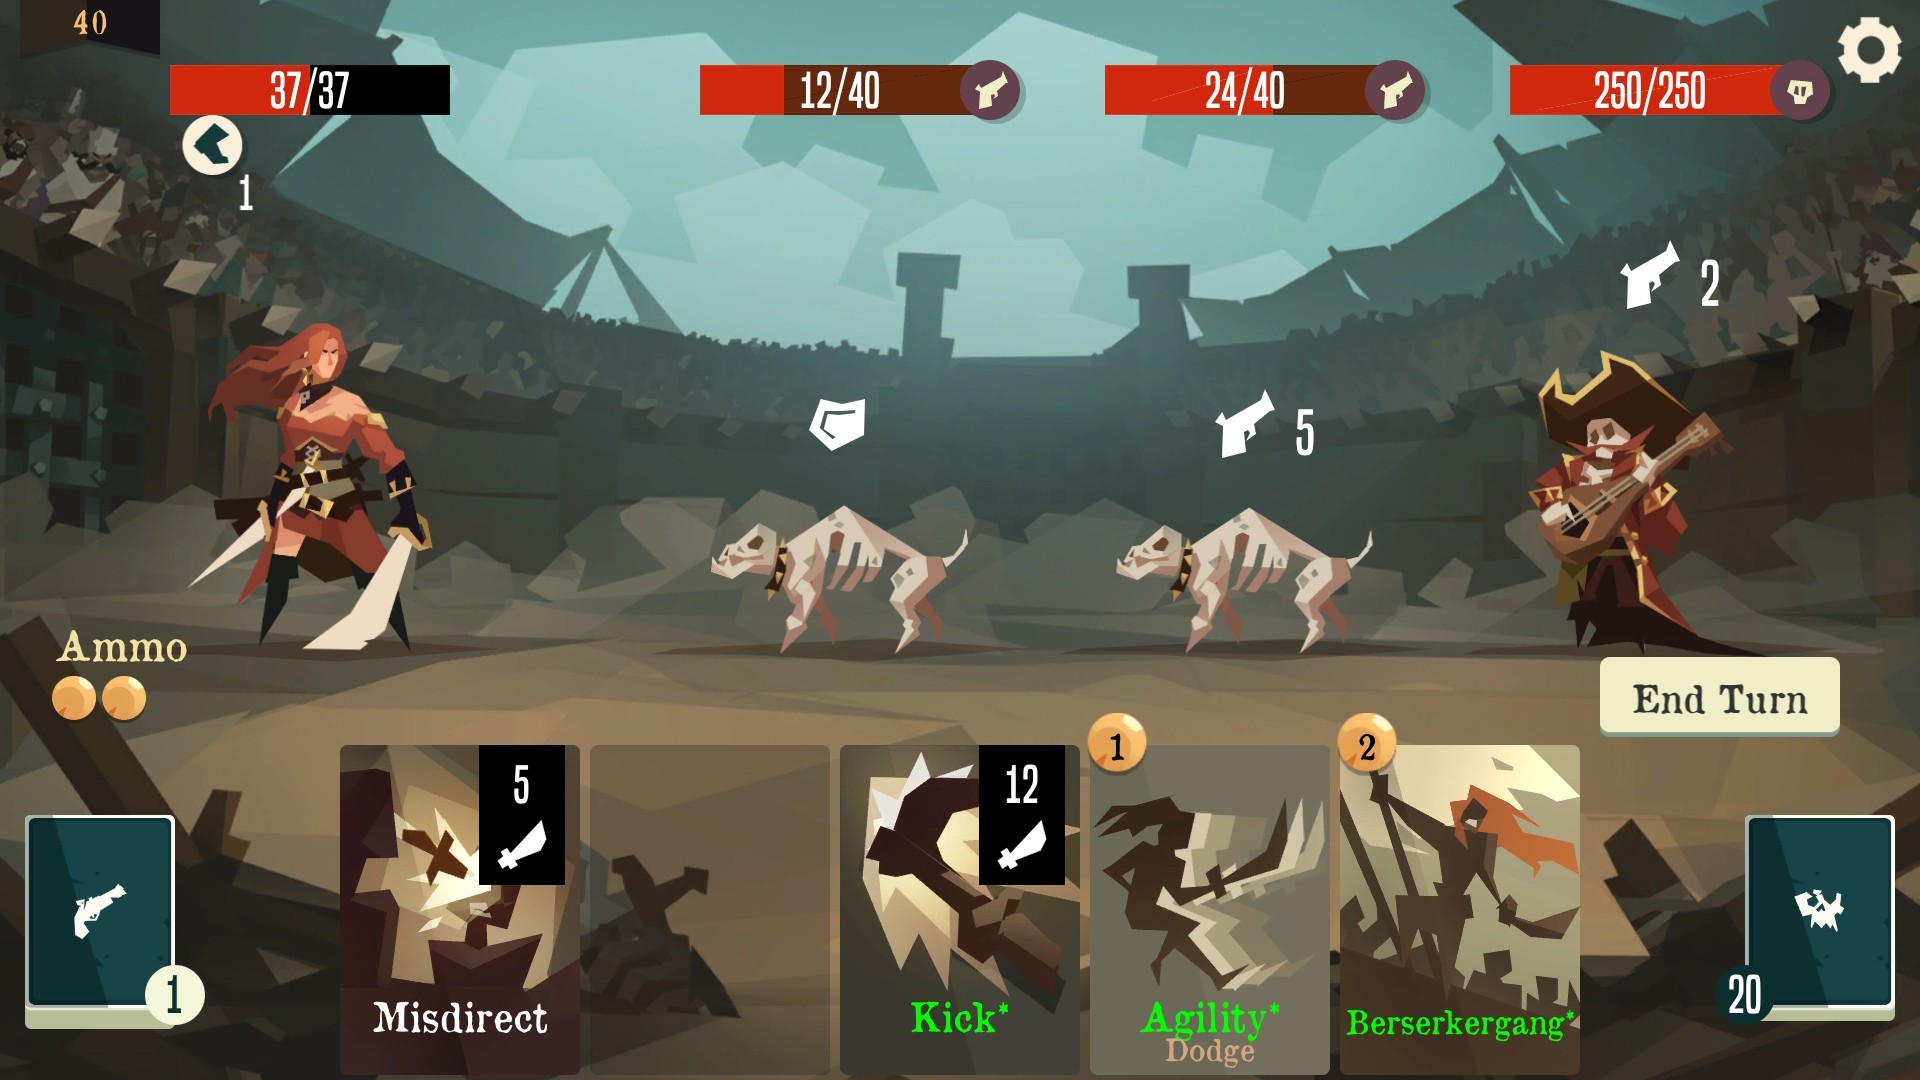 40
37/37
12/40
24/40
250/250
1
2
5
Ammo
End Turn
5
12
1
2
Misdirect
Kick*
Agility*
Dodge
Berserkergang*
1
20